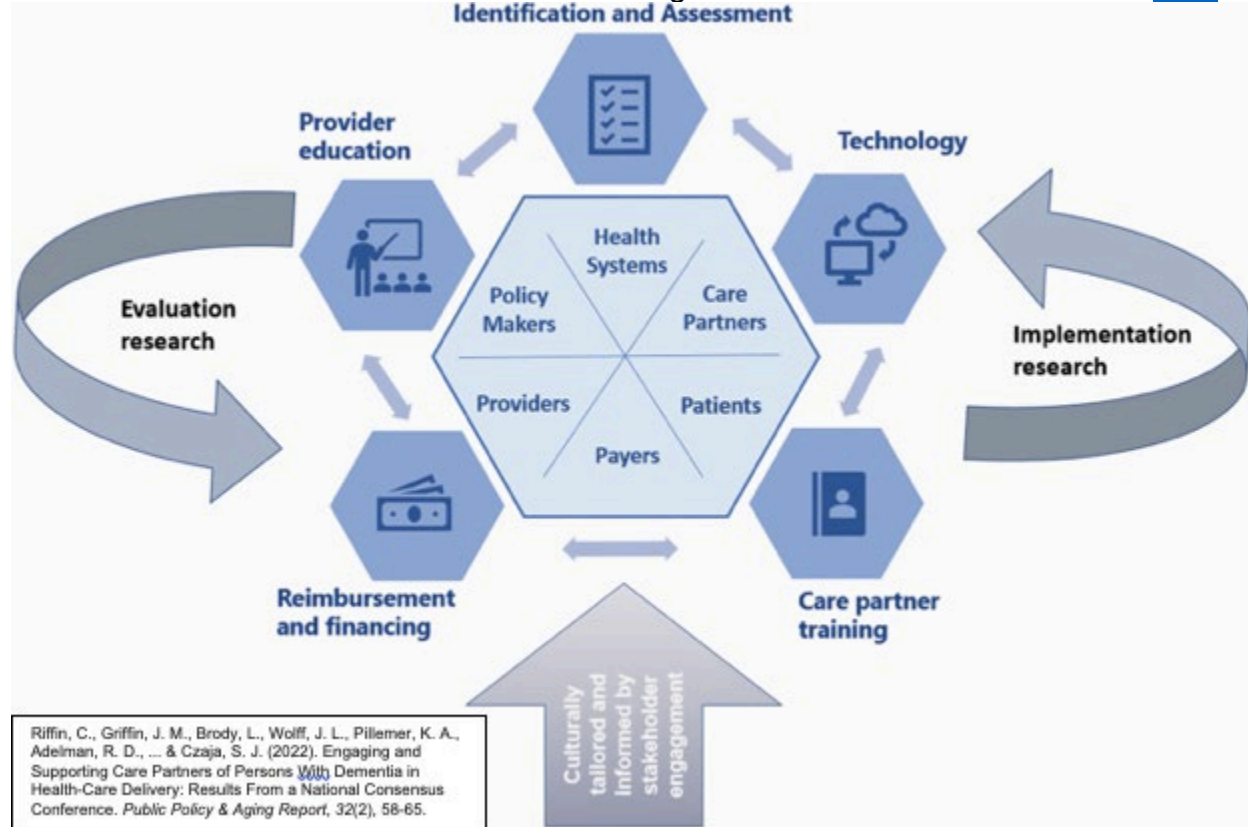 Identification and Assessment
Provider
education
Technology
Health
Systems
Policy
Makers
Care
Partners
Evaluation
research
Implementation
research
Providers
Patients
Payers
Reimbursement
and financing
Care partner
training
Culturally
tailored and
informed by
stakeholder
engagement
Riffin, C., Griffin, J. M., Brody, L., Wolff, J. L., Pillemer, K. A.,
Adelman, R. D., ... & Czaja, S. J. (2022). Engaging and
Supporting Care Partners of Persons With Dementia in
Health-Care Delivery: Results From a National Consensus
Conference. Public Policy & Aging Report, 32(2), 58-65.